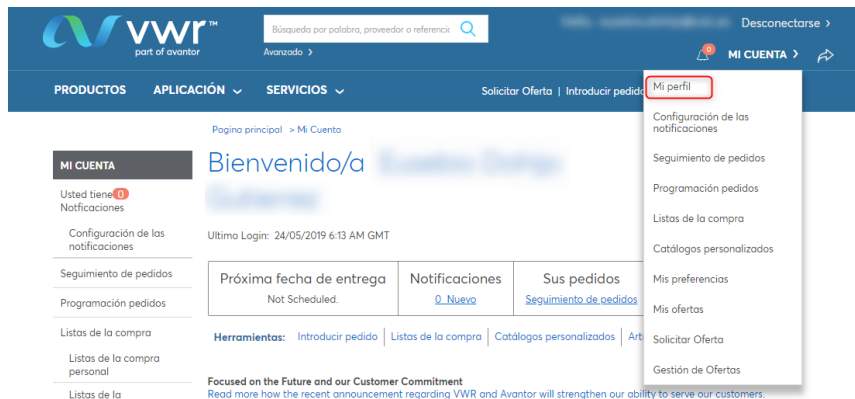 vwr™
part of avantor
Búsqueda por palabra, proveedor o referencic
Avanzado >
Desconectarse >
0
MI CUENTA >
PRODUCTOS APLICACIÓN SERVICIOS
Solicitar Oferta | Introducir pedido
Mi perfil
Configuración de las
notificaciones
Seguimiento de pedidos
Programación pedidos
Listas de la compra
Catálogos personalizados
Mis preferencias
Mis ofertas
Solicitar Oferta
Gestión de Ofertas
Pagina principal > Mi Cuenta
MI CUENTA
Usted tiene 0
Notficaciones
Configuración de las
notificaciones
Seguimiento de pedidos
Programación pedidos
Listas de la compra
Listas de la compra
personal
Listas de la
Bienvenido/a
Ultimo Login: 24/05/2019 6:13 AM GMT
Próxima fecha de entrega
Not Scheduled.
Notificaciones
0 Nuevo
Sus pedidos
Seguimiento de pedidos
Herramientas: Introducir pedido | Listas de la compra | Catálogos personalizados | Art
Focused on the Future and our Customer Commitment
Read more how the recent announcement regarding VWR and Avantor will strengthen our ability to serve our customers.